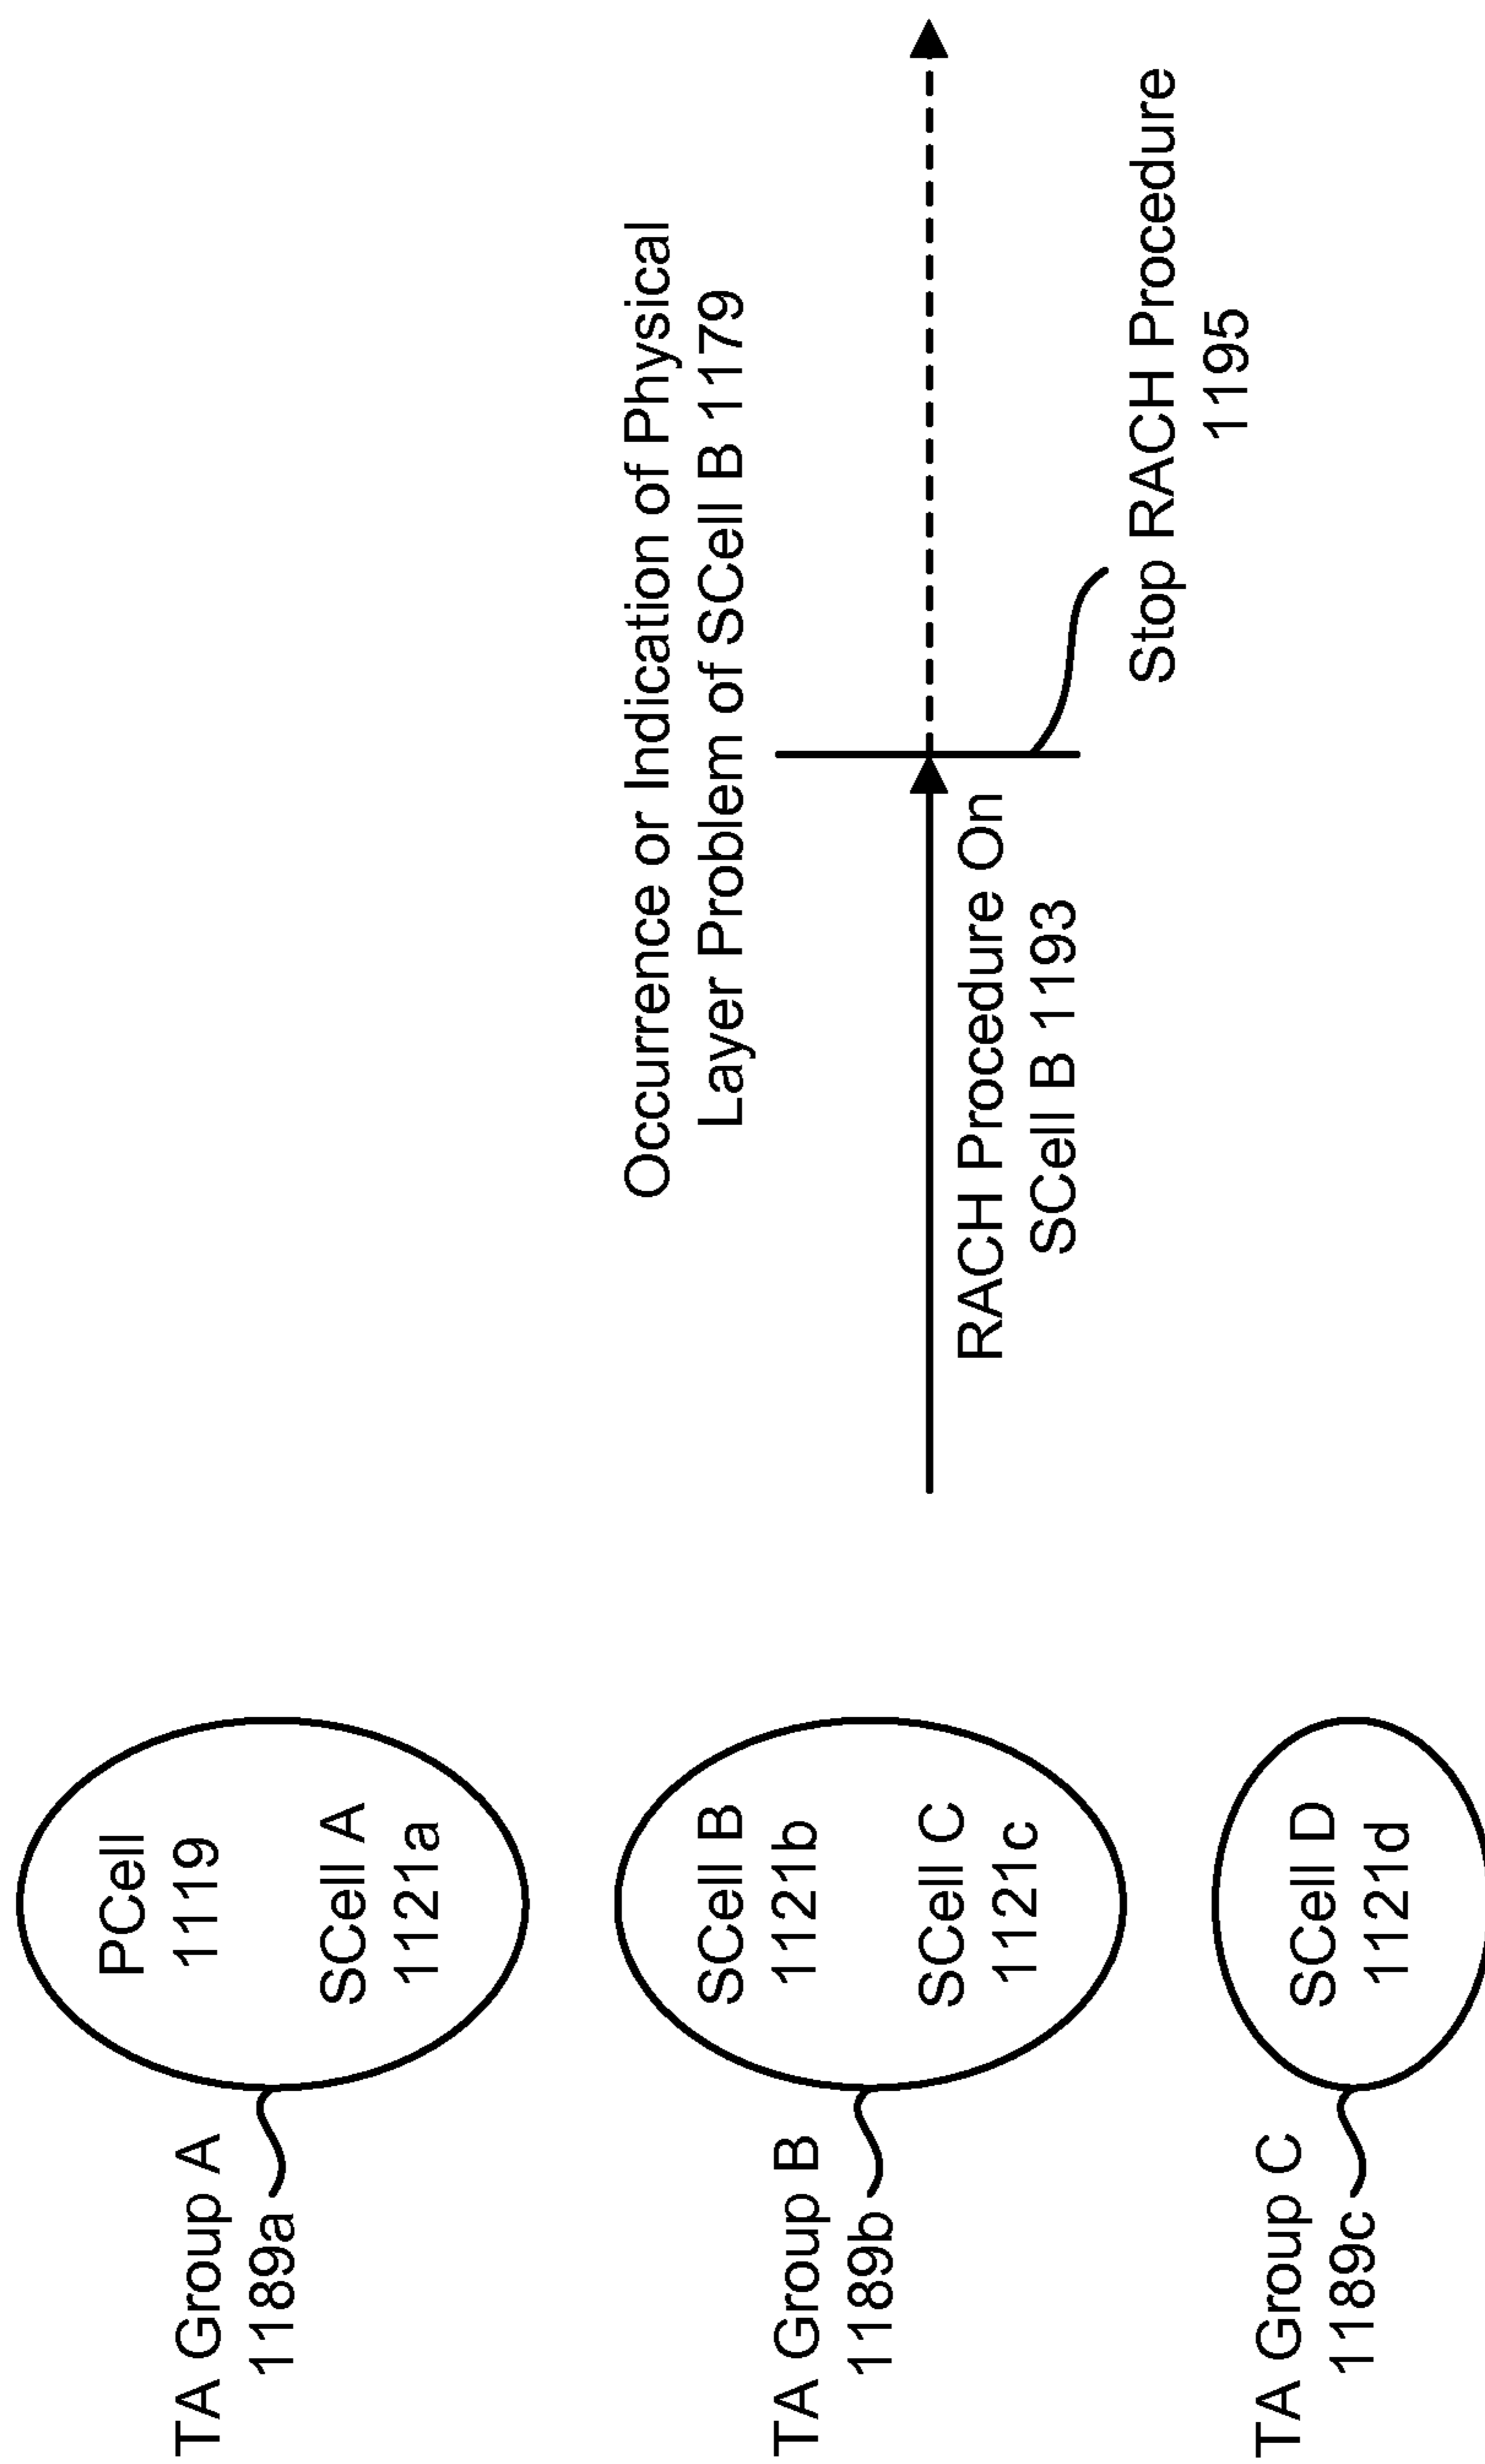 TA Group A
1189a
PCell
1119
SCell A
1121a
TA Group B
1189b
SCell B
1121b
SCell C
1121c
TA Group C
1189c
SCell D
1121d
Occurrence or Indication of Physical
Layer Problem of SCell B 1179
RACH Procedure On
SCell B 1193
Stop RACH Procedure
1195